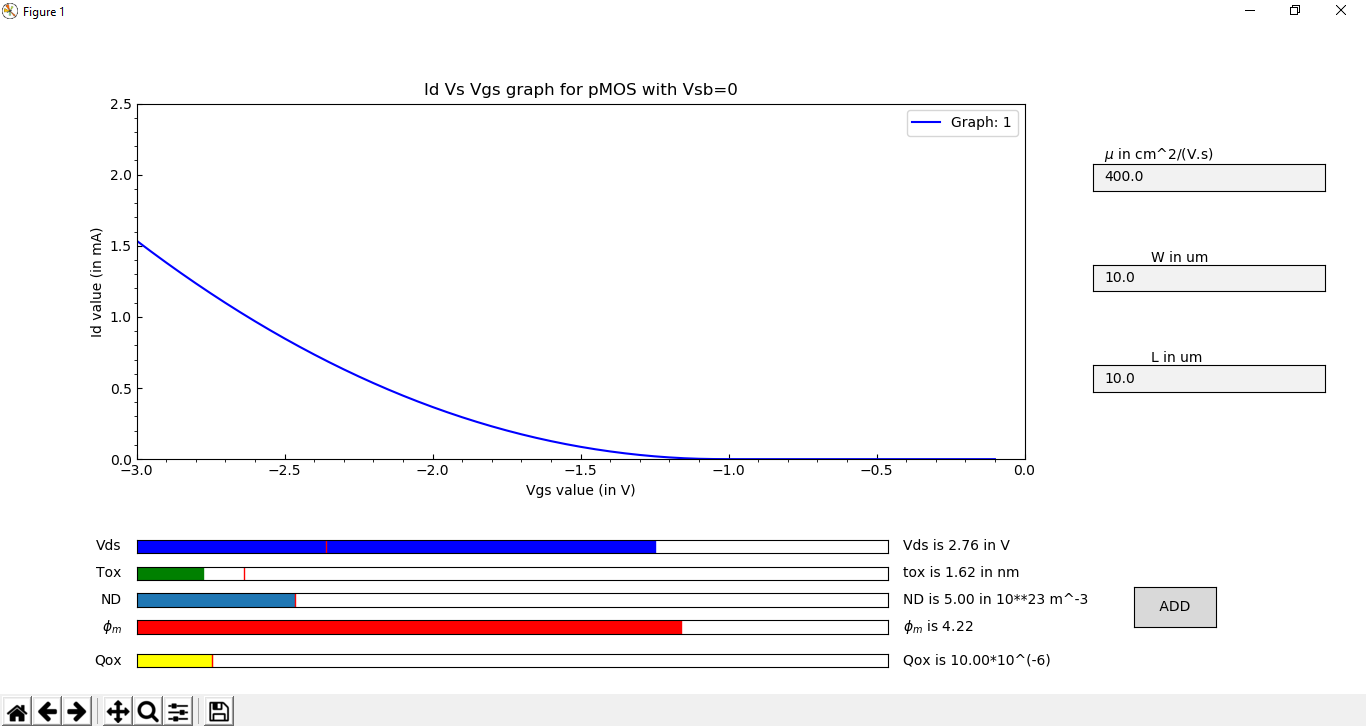 Figure 1
Id Vs Vgs graph for pMOS with Vsb=0
2.5
2.0
1.5
1.0
0.5
0.0
Id value (in mA)
Graph: 1
−3.0 −2.5 −2.0 −1.5 −1.0 −0.5 0.0
Vgs value (in V)
μ in cm^2/(V.s)
400.0
W in um
10.0
L in um
10.0
Vds Vds is 2.76 in V
Tox tox is 1.62 in nm
ND ND is 5.00 in 10**23 m^-3
ϕm ϕm is 4.22
Qox Qox is 10.00*10^(-6)
ADD